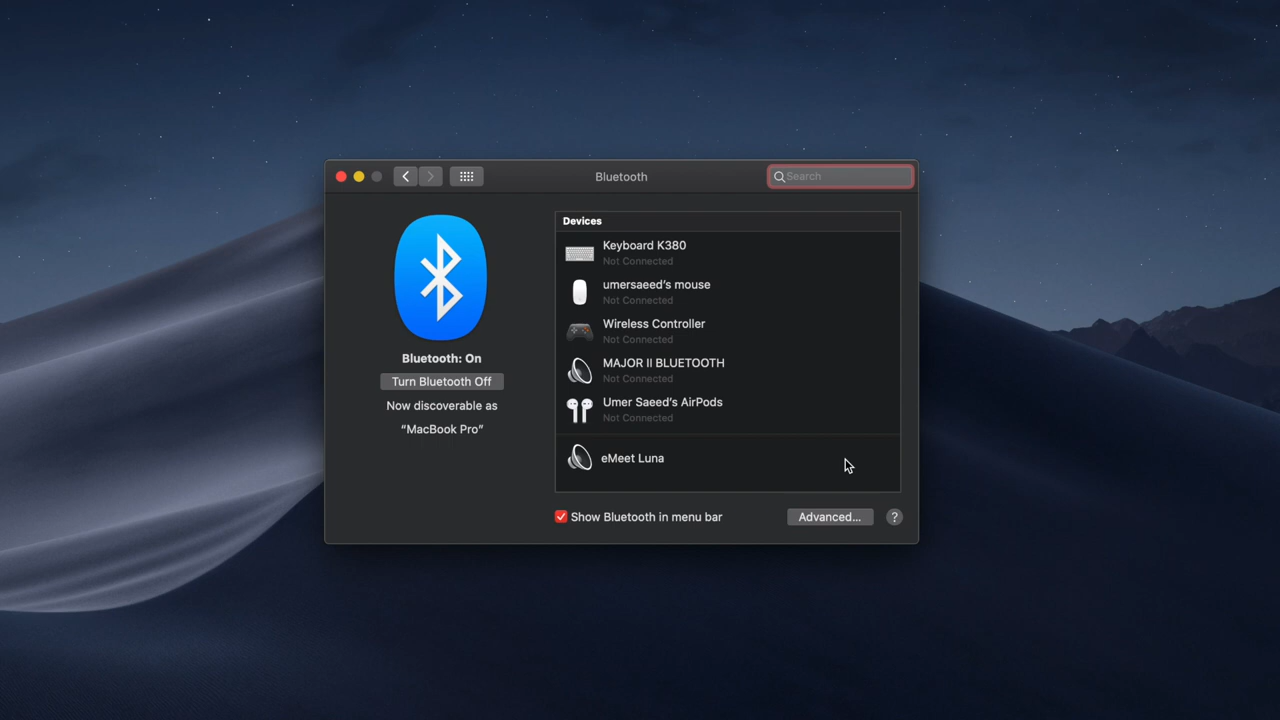 Bluetooth
Search
Bluetooth: On
Turn Bluetooth Off
Now discoverable as
“MacBook Pro”
Devices
Keyboard K380
Not Connected
umersaeed’s mouse
Not Connected
Wireless Controller
Not Connected
MAJOR II BLUETOOTH
Not Connected
Umer Saeed’s AirPods
Not Connected
eMeet Luna
Show Bluetooth in menu bar
Advanced...
?